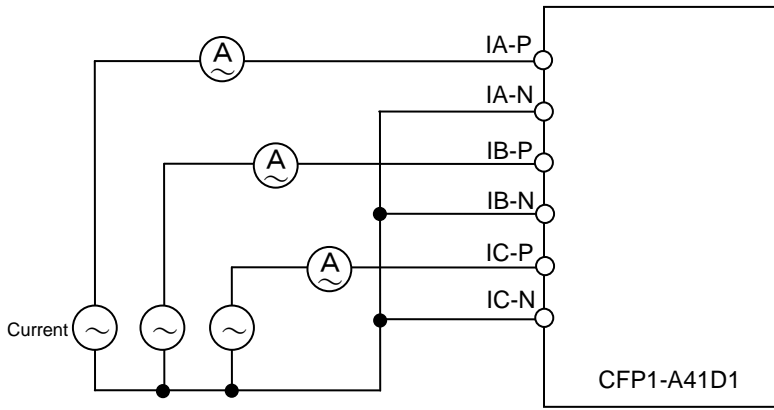 A
IA-P
IA-N
A
IB-P
IB-N
A
IC-P
IC-N
Current
CFP1-A41D1